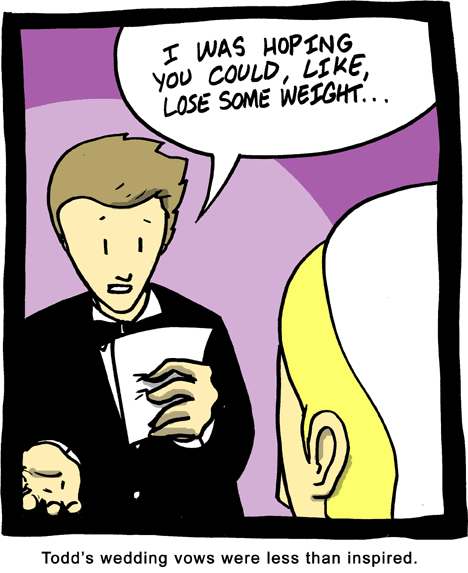 I WAS HOPING
YOU COULD, LIKE,
LOSE SOME WEIGHT...
Todd's wedding vows were less than inspired.